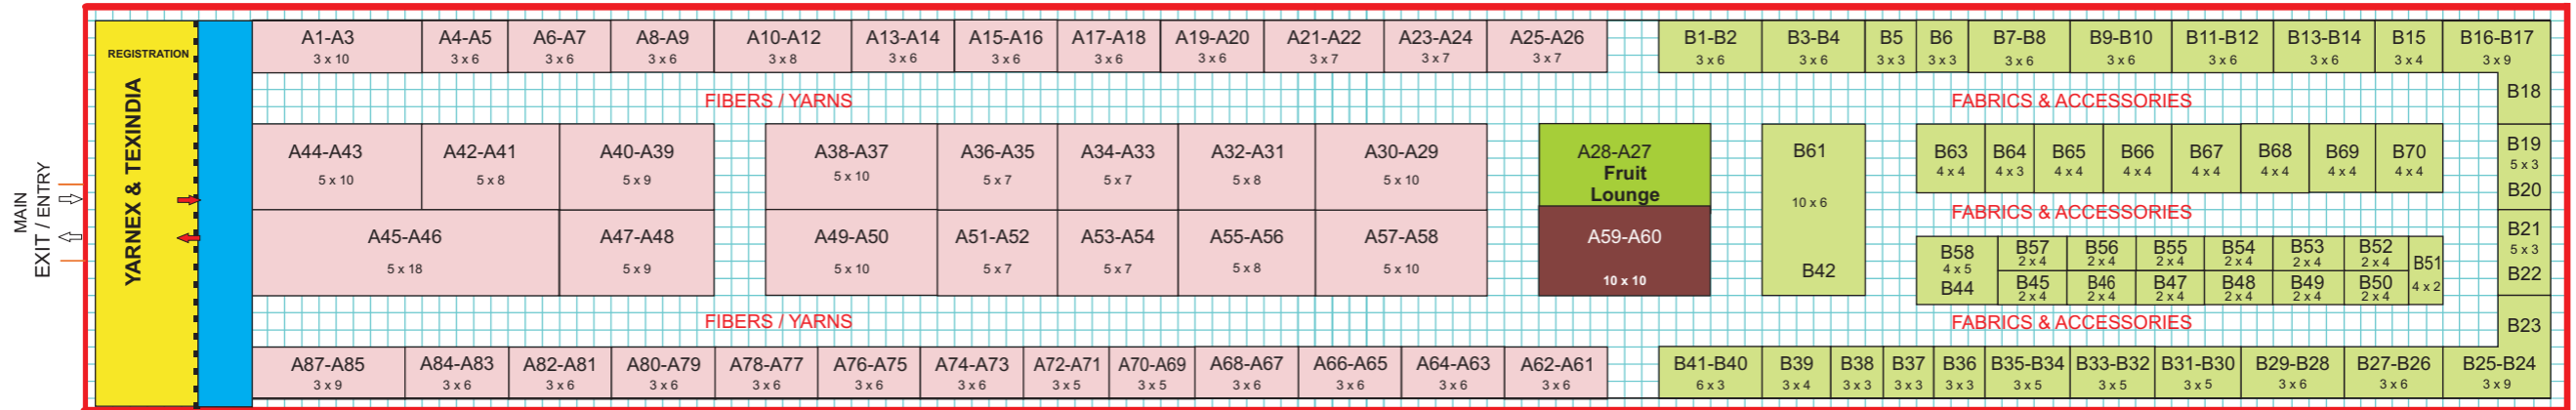 REGISTRATION
YARNEX & TEXINDIA
MAIN
EXIT / ENTRY
A1-A3
3 x 10
A4-A5
3 x 6
A6-A7
3 x 6
A8-A9
3 x 6
A10-A12
3 x 8
A13-A14
3 x 6
A15-A16
3 x 6
A17-A18
3 x 6
A19-A20
3 x 6
A21-A22
3 x 7
A23-A24
3 x 7
A25-A26
3 x 7
B1-B2
3 x 6
B3-B4
3 x 6
B5
3 x 3
B6
3 x 3
B7-B8
3 x 6
B9-B10
3 x 6
B11-B12
3 x 6
B13-B14
3 x 6
B15
3 x 4
B16-B17
3 x 9
B18
FIBERS / YARNS
FABRICS & ACCESSORIES
A44-A43
5 x 10
A42-A41
5 x 8
A40-A39
5 x 9
A38-A37
5 x 10
A36-A35
5 x 7
A34-A33
5 x 7
A32-A31
5 x 8
A30-A29
5 x 10
A28-A27
Fruit
Lounge
B61
10 x 6
B42
B63
4 x 4
B64
4 x 3
B65
4 x 4
B66
4 x 4
B67
4 x 4
B68
4 x 4
B69
4 x 4
B70
4 x 4
B19
5 x 3
B20
FABRICS & ACCESSORIES
A45-A46
5 x 18
A47-A48
5 x 9
A49-A50
5 x 10
A51-A52
5 x 7
A53-A54
5 x 7
A55-A56
5 x 8
A57-A58
5 x 10
A59-A60
10 x 10
B58
4 x 5
B44
B57
2 x 4
B56
2 x 4
B55
2 x 4
B54
2 x 4
B53
2 x 4
B52
2 x 4
B51
4 x 2
B45
2 x 4
B46
2 x 4
B47
2 x 4
B48
2 x 4
B49
2 x 4
B50
2 x 4
B21
5 x 3
B22
FIBERS / YARNS
FABRICS & ACCESSORIES
B23
A87-A85
3 x 9
A84-A83
3 x 6
A82-A81
3 x 6
A80-A79
3 x 6
A78-A77
3 x 6
A76-A75
3 x 6
A74-A73
3 x 6
A72-A71
3 x 5
A70-A69
3 x 5
A68-A67
3 x 6
A66-A65
3 x 6
A64-A63
3 x 6
A62-A61
3 x 6
B41-B40
6 x 3
B39
3 x 4
B38
3 x 3
B37
3 x 3
B36
3 x 3
B35-B34
3 x 5
B33-B32
3 x 5
B31-B30
3 x 5
B29-B28
3 x 6
B27-B26
3 x 6
B25-B24
3 x 9